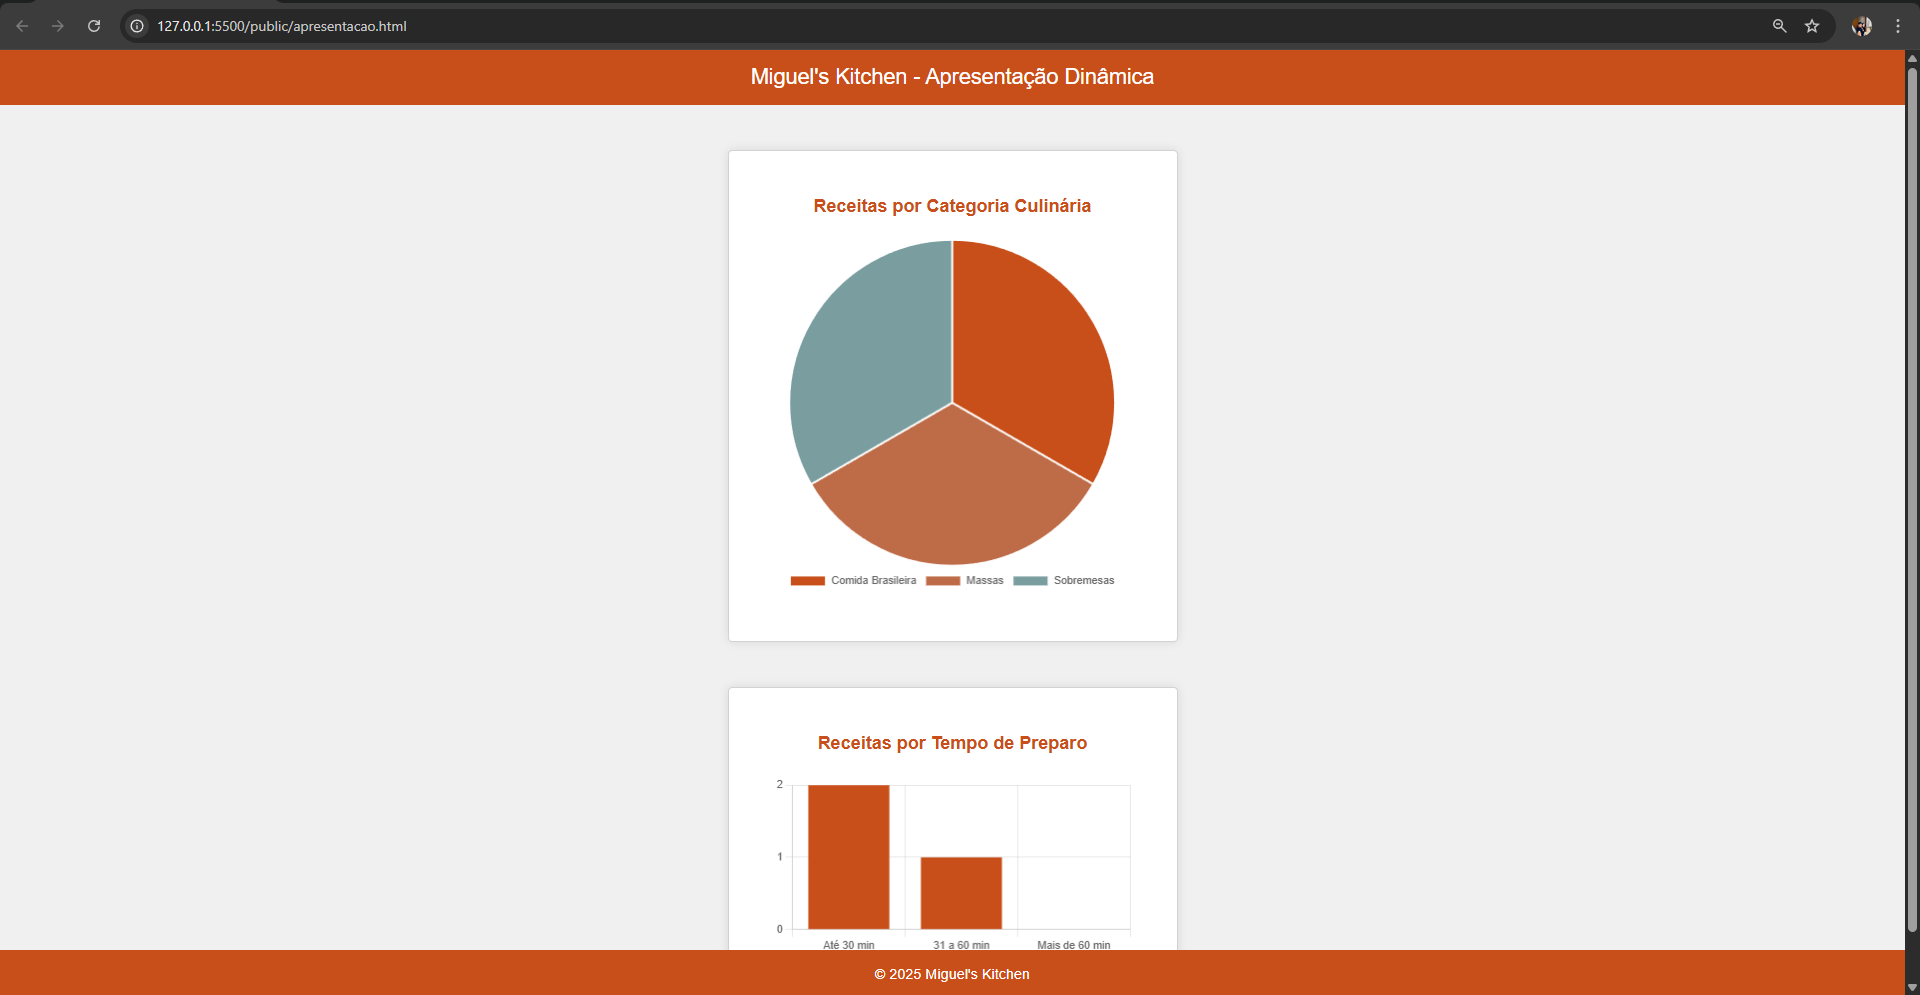 127.0.0.1:5500/public/apresentacao.html
Miguel's Kitchen - Apresentação Dinâmica
Receitas por Categoria Culinária
Comida Brasileira Massas Sobremesas
Receitas por Tempo de Preparo
2
1
0
Até 30 min 31 a 60 min Mais de 60 min
© 2025 Miguel's Kitchen